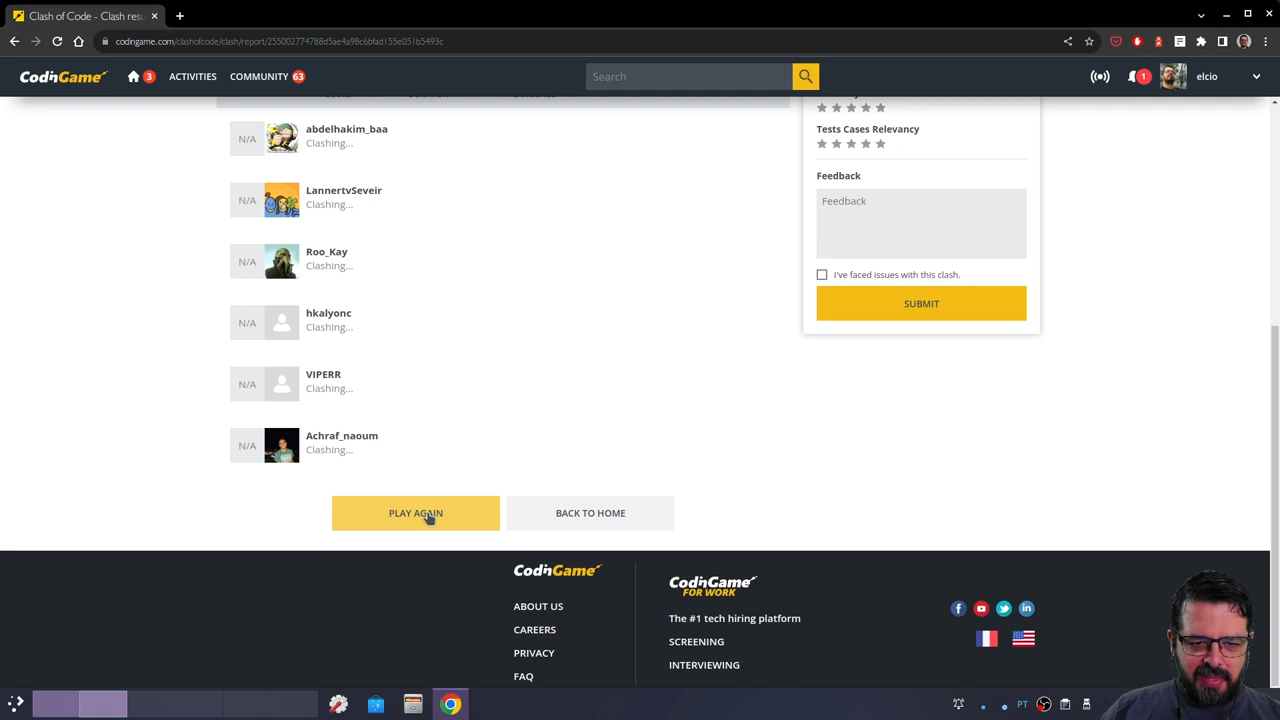 Clash of Code - Clash resu
codingame.com/clashofcode/clash/report/255002774788d5ae4a98c6bfad155e051b5493c
CodinGame
3
ACTIVITIES
COMMUNITY 63
Search
1
elcio
Tests Cases Relevancy
Feedback
Feedback
I've faced issues with this clash.
SUBMIT
N/A
abdelhakim_baa
Clashing...
N/A
LannertvSeveir
Clashing...
N/A
Roo_Kay
Clashing...
N/A
hkalyonc
Clashing...
N/A
VIPERR
Clashing...
N/A
Achraf_naoum
Clashing...
PLAY AGAIN
BACK TO HOME
CodinGame
ABOUT US
CAREERS
PRIVACY
FAQ
CodinGame
FOR WORK
The #1 tech hiring platform
SCREENING
INTERVIEWING
PT